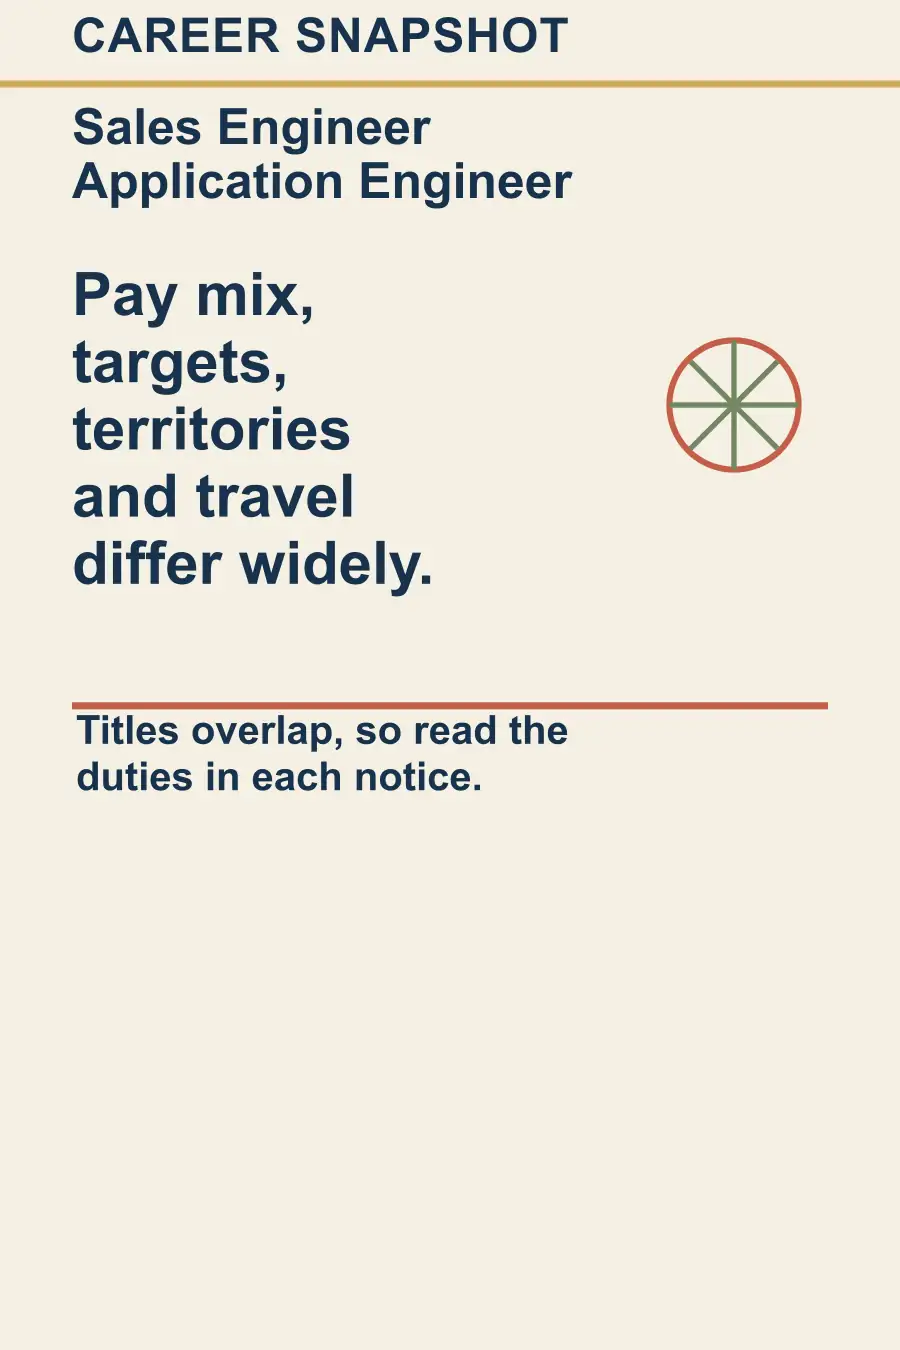 CAREER SNAPSHOT
Sales Engineer
Application Engineer
Pay mix,
targets,
territories
and travel
differ widely.
Titles overlap, so read the
duties in each notice.